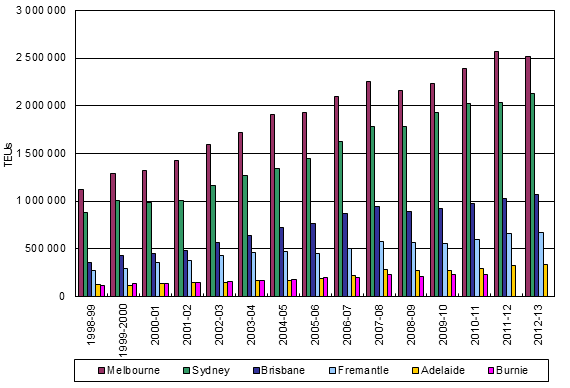 3 000 000
2 500 000
2 000 000
1 500 000
1 000 000
500 000
0
TEUs
1998-99
1999-2000
2000-01
2001-02
2002-03
2003-04
2004-05
2005-06
2006-07
2007-08
2008-09
2009-10
2010-11
2011-12
2012-13
Melbourne Sydney Brisbane Fremantle Adelaide Burnie